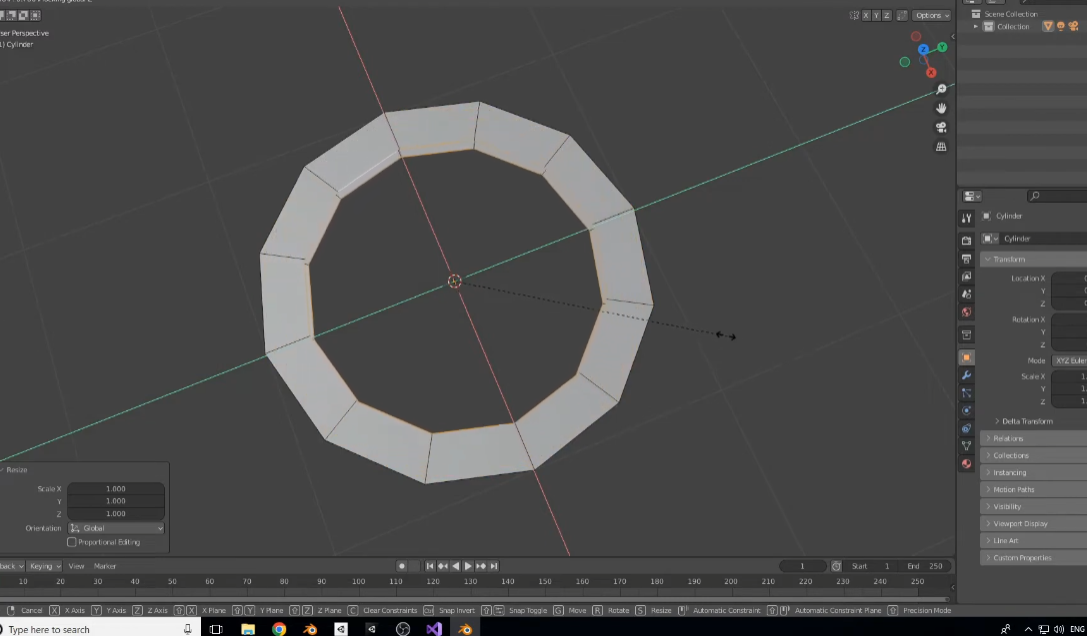 X Y Z Options
ser Perspective
) Cylinder
Scene Collection
Collection
Z Y X
Cylinder
Cylinder
Transform
Location X
Y
Z
Rotation X
Y
Z
Mode XYZ Euler
Scale X 1.
Y 1.
Z 1.
Delta Transform
Relations
Collections
Instancing
Motion Paths
Visibility
Viewport Display
Line Art
Custom Properties
Resize
Scale X 1.000
Y 1.000
Z 1.000
Orientation Global
Proportional Editing
back Keying View Marker
1 Start 1 End 250
10 20 30 40 50 60 70 80 90 100 110 120 130 140 150 160 170 180 190 200 210 220 230 240 250
Cancel X X Axis Y Y Axis Z Z Axis X X Plane Y Y Plane Z Z Plane C Clear Constraints Ctrl Snap Invert Snap Toggle G Move R Rotate S Resize Automatic Constraint Automatic Constraint Plane Precision Mode
Type here to search
ENG